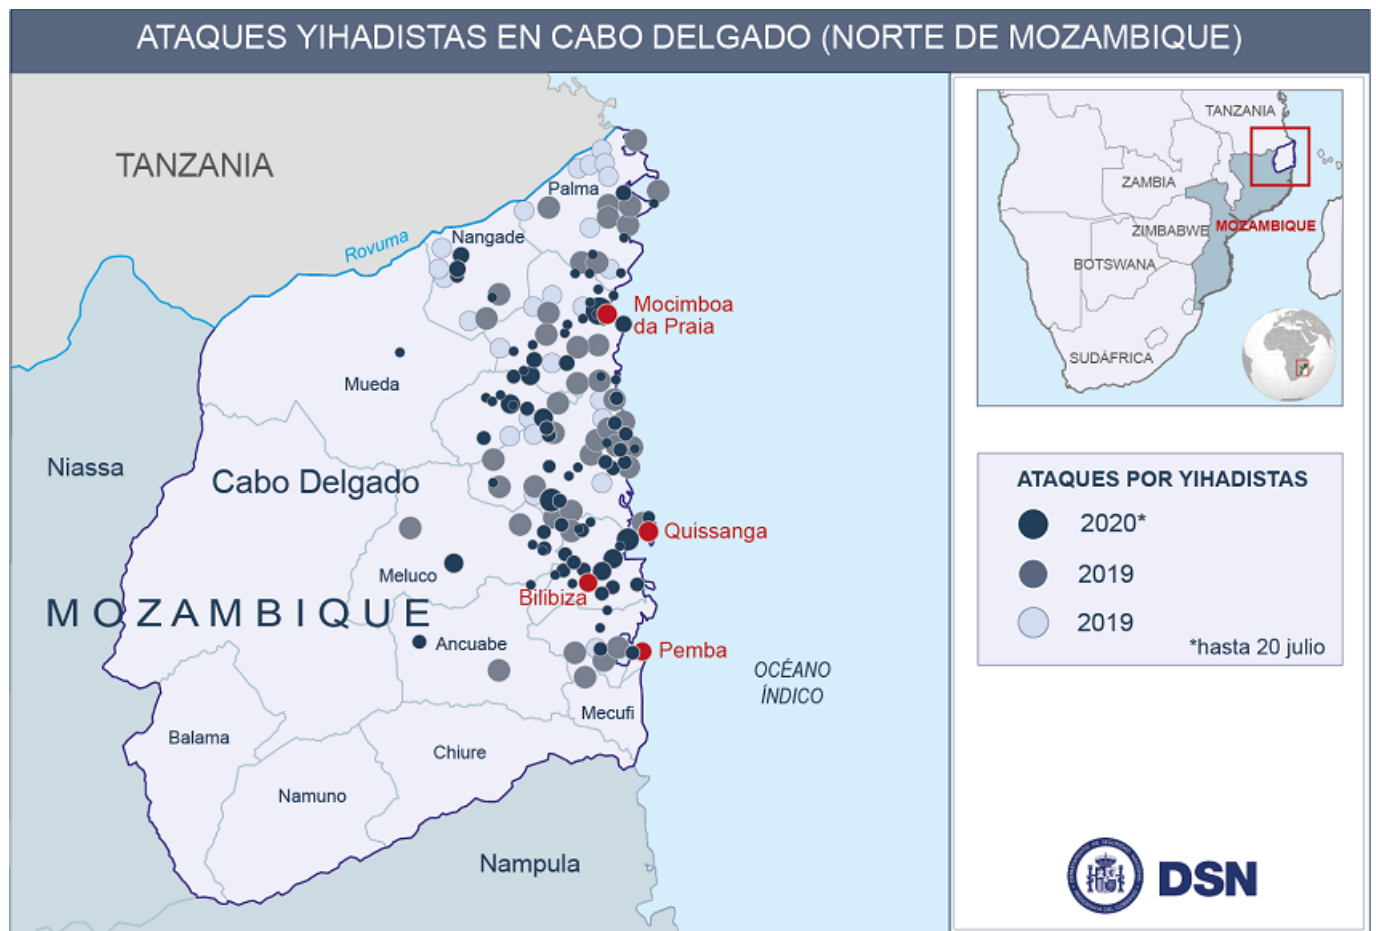 ATAQUES YIHADISTAS EN CABO DELGADO (NORTE DE MOZAMBIQUE)
TANZANIA
Rovuma
Palma
Nangade
Mocimboa
da Praia
Mueda
Niassa
Cabo Delgado
Quissanga
Meluco
Bilibiza
MOZAMBIQUE
Ancuabe
Pemba
OCÉANO
ÍNDICO
Mecufi
Balama
Chiure
Namuno
Nampula
TANZANIA
ZAMBIA
ZIMBABWE
MOZAMBIQUE
BOTSWANA
SUDÁFRICA
ATAQUES POR YIHADISTAS
2020*
2019
2019
*hasta 20 julio
DSN